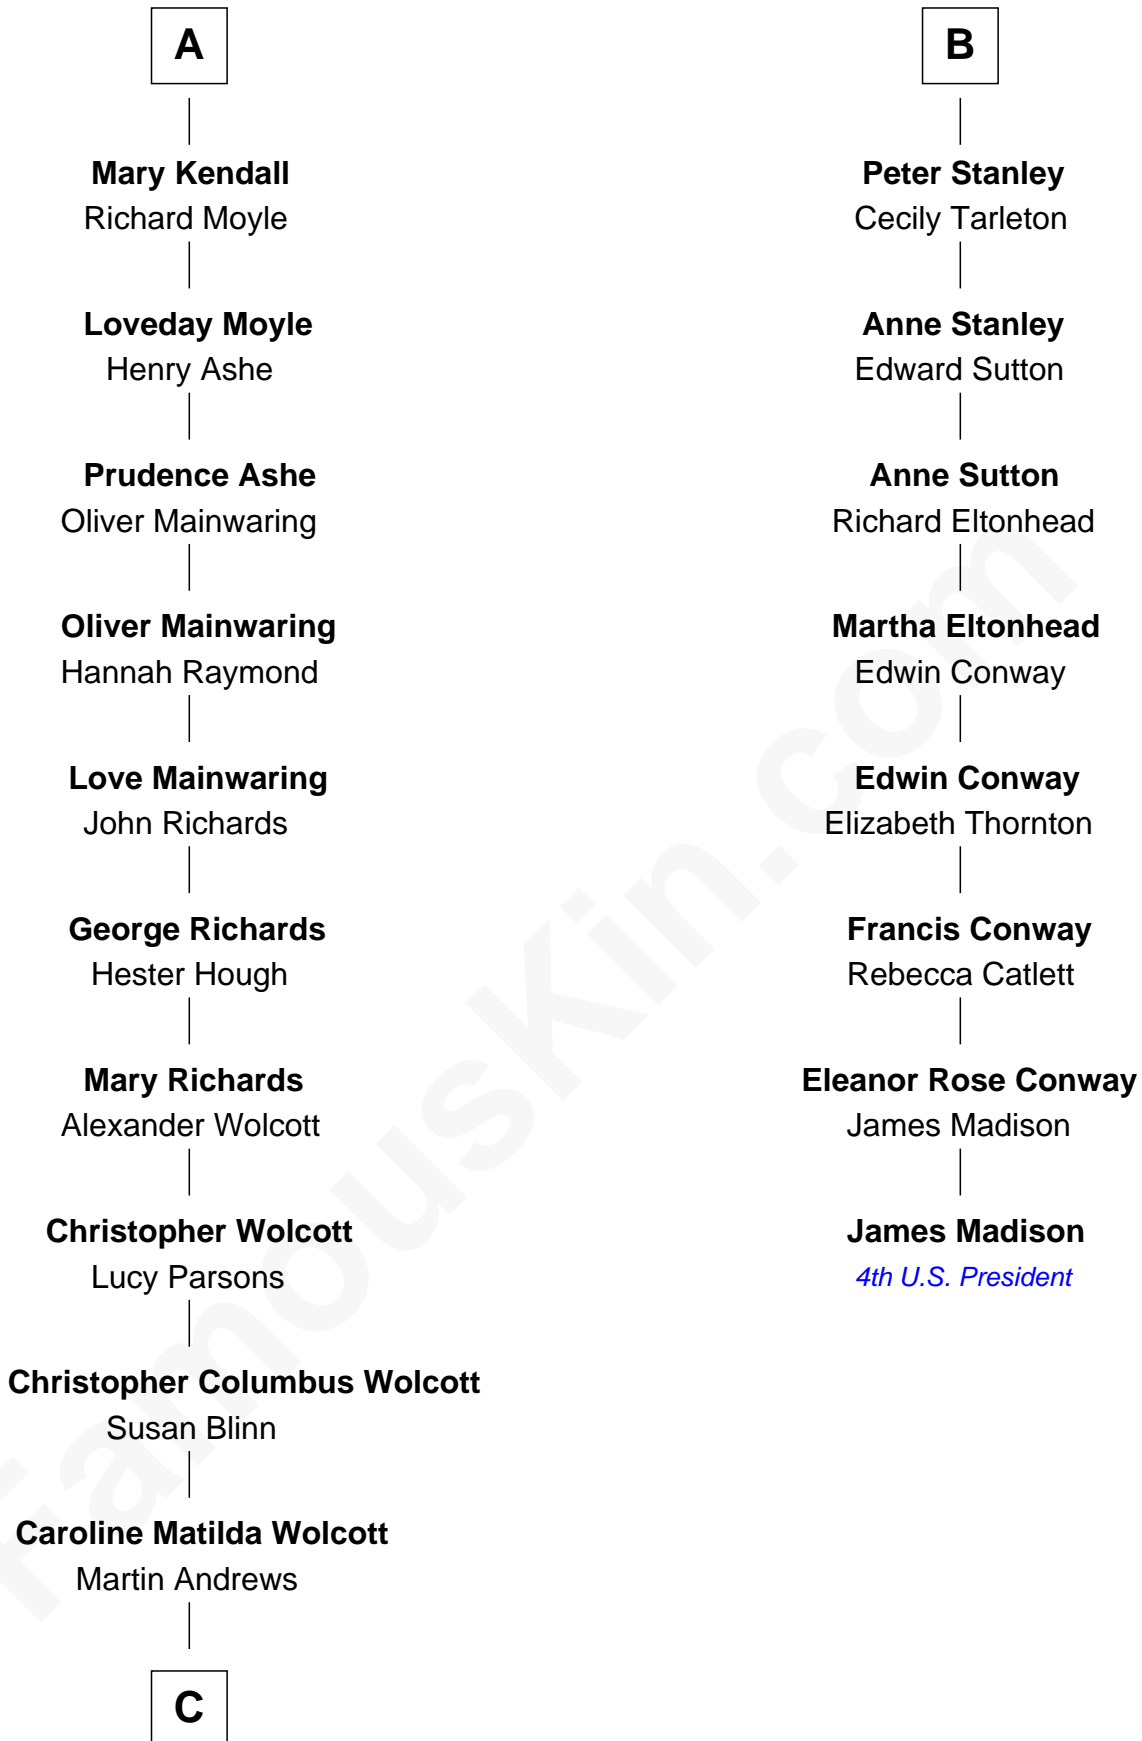 A
Mary Kendall
Richard Moyle
Loveday Moyle
Henry Ashe
Prudence Ashe
Oliver Mainwaring
Oliver Mainwaring
Hannah Raymond
Love Mainwaring
John Richards
George Richards
Hester Hough
Mary Richards
Alexander Wolcott
Christopher Wolcott
Lucy Parsons
Christopher Columbus Wolcott
Susan Blinn
Caroline Matilda Wolcott
Martin Andrews
C
B
Peter Stanley
Cecily Tarleton
Anne Stanley
Edward Sutton
Anne Sutton
Richard Eltonhead
Martha Eltonhead
Edwin Conway
Edwin Conway
Elizabeth Thornton
Francis Conway
Rebecca Catlett
Eleanor Rose Conway
James Madison
James Madison
4th U.S. President
FamousKin.com